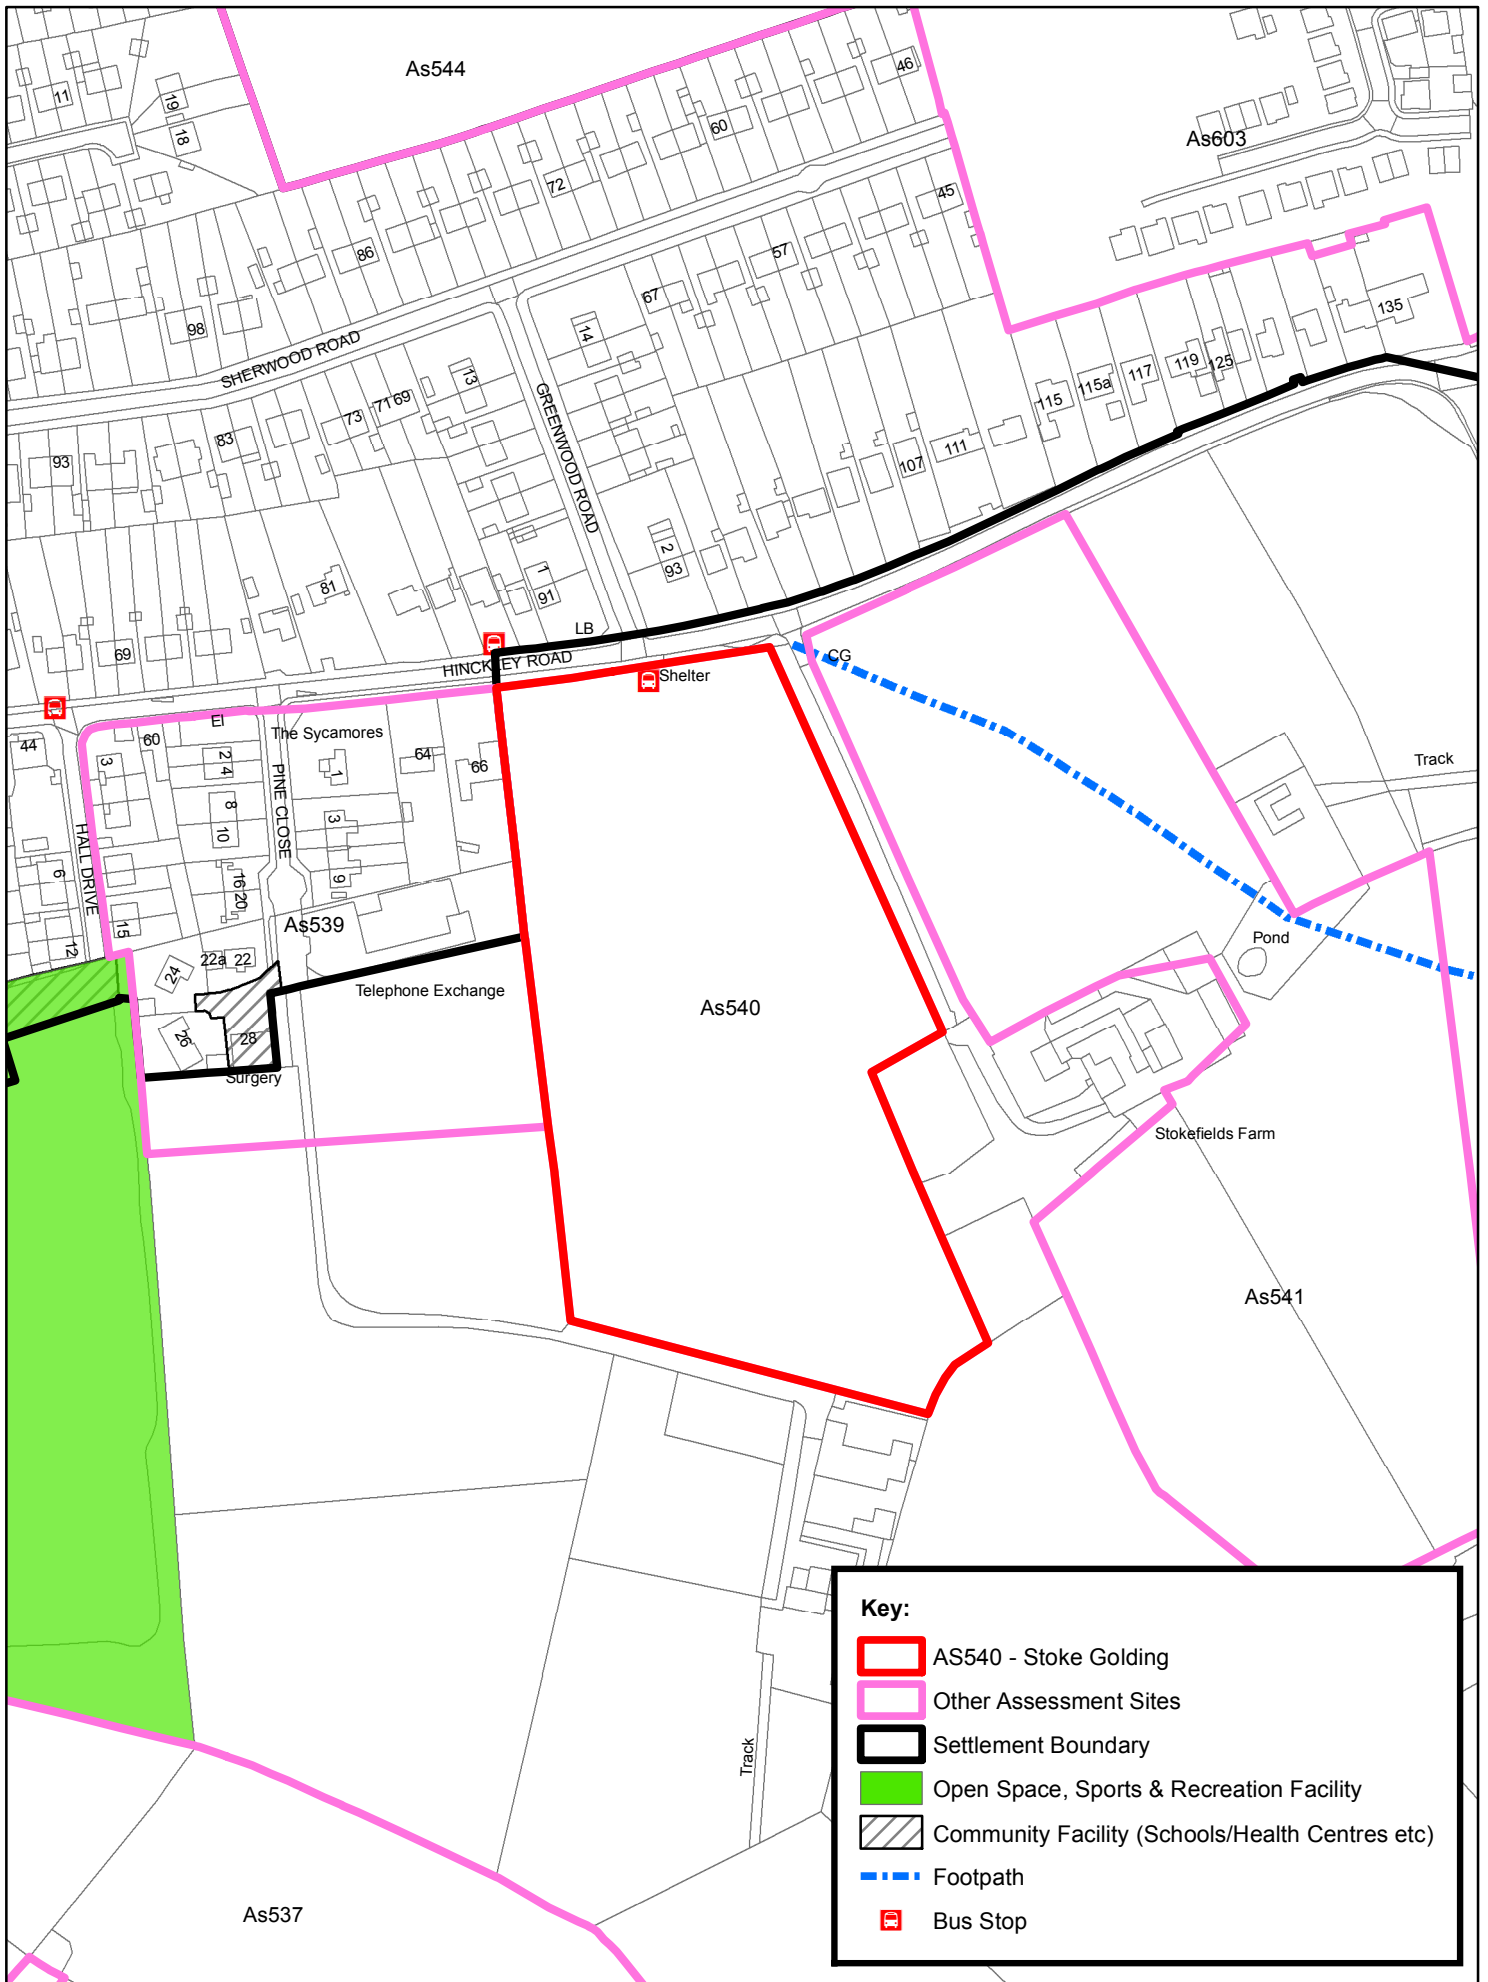 As544
46
11
19
18
60
As603
72
45
86
57
67
98
14
135
SHERWOOD ROAD
119
125
117
115a
115
13
71 69
73
GREENWOOD ROAD
83
93
107
111
2
93
1
91
81
LB
69
HINCKLEY ROAD
CG
Shelter
El
44
60
The Sycamores
64
66
3
2
4
1
Track
PINE CLOSE
8
10
3
HALL DRIVE
6
9
16
20
15
As539
12
22a
22
24
Pond
Telephone Exchange
As540
26
28
Surgery
Stokefields Farm
As541
Track
As537
Key:
AS540 - Stoke Golding
Other Assessment Sites
Settlement Boundary
Open Space, Sports & Recreation Facility
Community Facility (Schools/Health Centres etc)
Footpath
Bus Stop